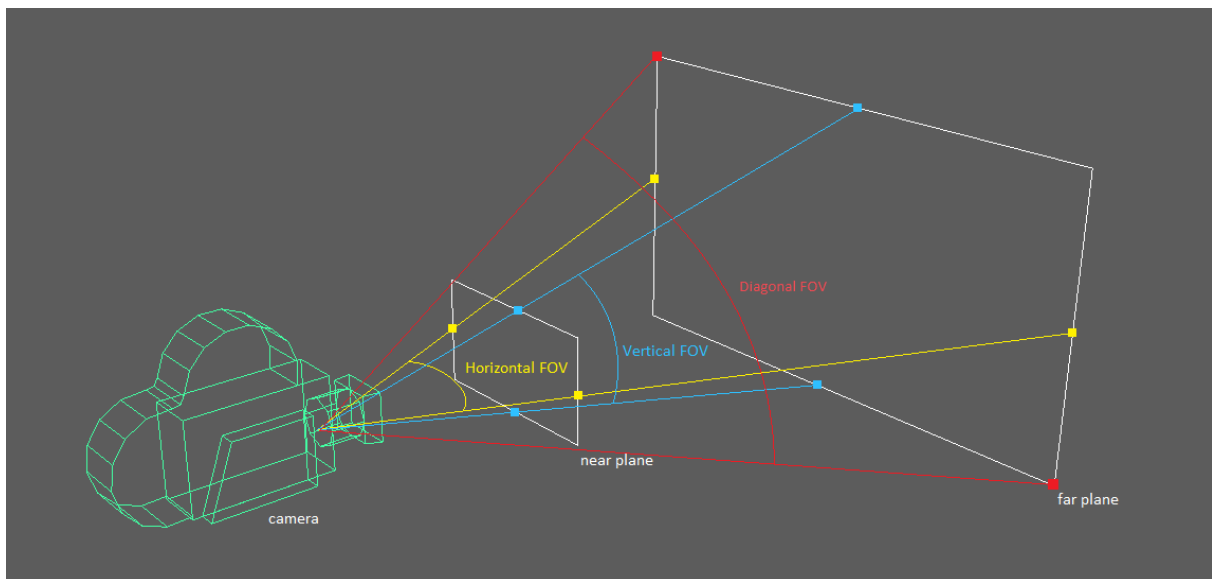 Diagonal FOV
Vertical FOV
Horizontal FOV
near plane
far plane
camera